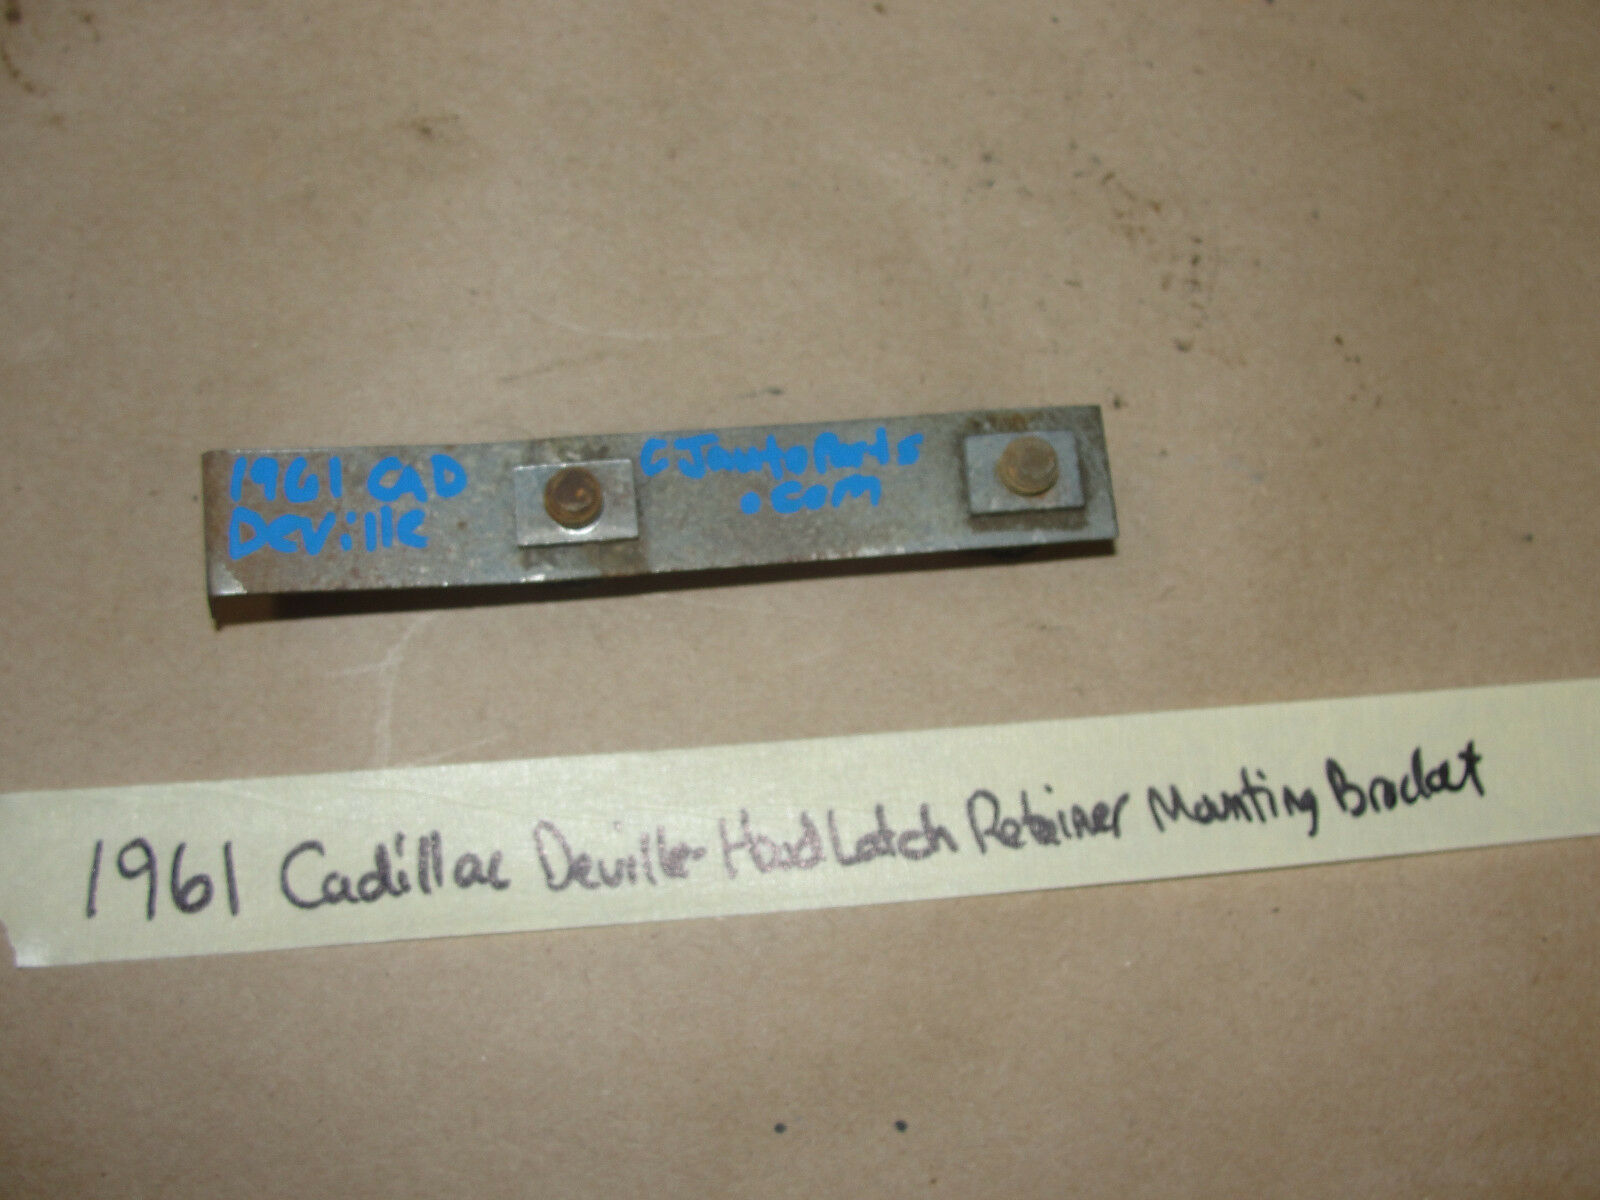 1961 CAD
Deville
CJautoParts
.com
1961 Cadillac Deville-Hood Latch Retainer Mounting Bracket